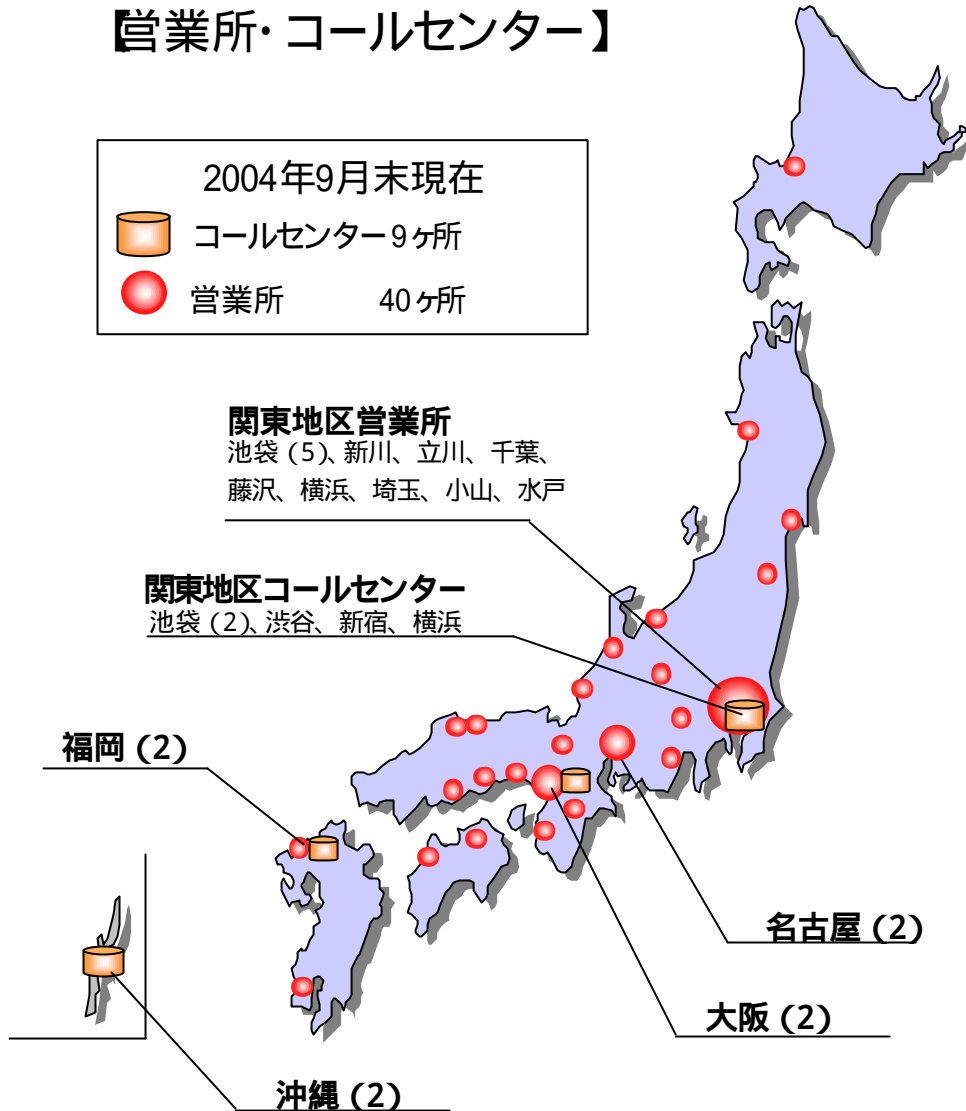 【営業所・コールセンター】
2004年9月末現在
コールセンター 9ヶ所
営業所 40ヶ所
関東地区営業所
池袋(5)、新川、立川、千葉、
藤沢、横浜、埼玉、小山、水戸
関東地区コールセンター
池袋(2)、渋谷、新宿、横浜
福岡(2)
名古屋(2)
大阪(2)
沖縄(2)